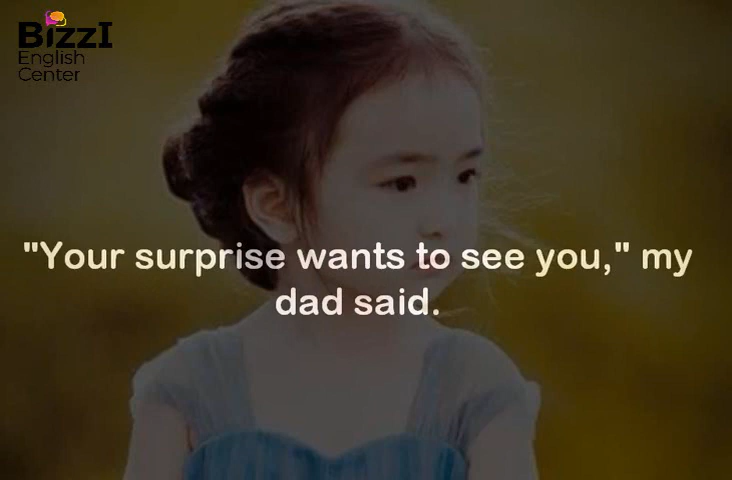 BizzI
English
Center
"Your surprise wants to see you," my
dad said.